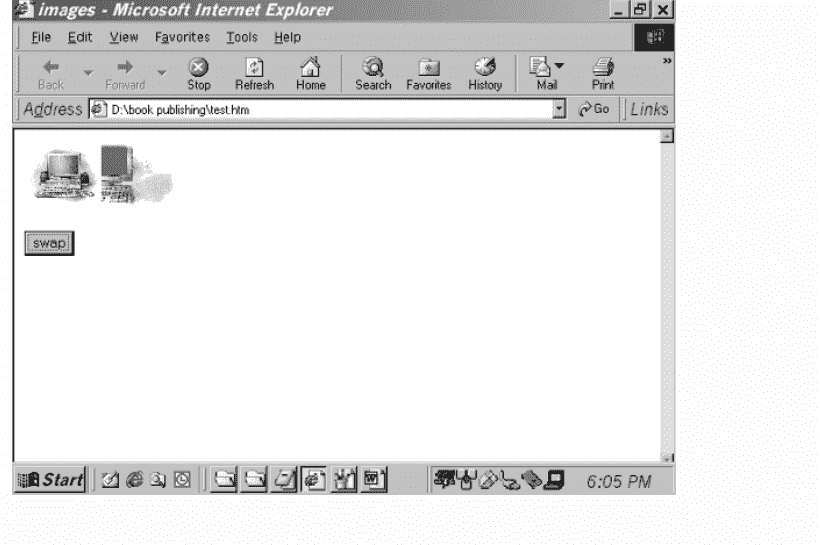 images - Microsoft Internet Explorer
File Edit View Favorites Tools Help
Back Forward Stop Refresh Home Search Favorites History Mail Print »
Address D:\book publishing\test.htm Go Links
swap
Start 6:05 PM